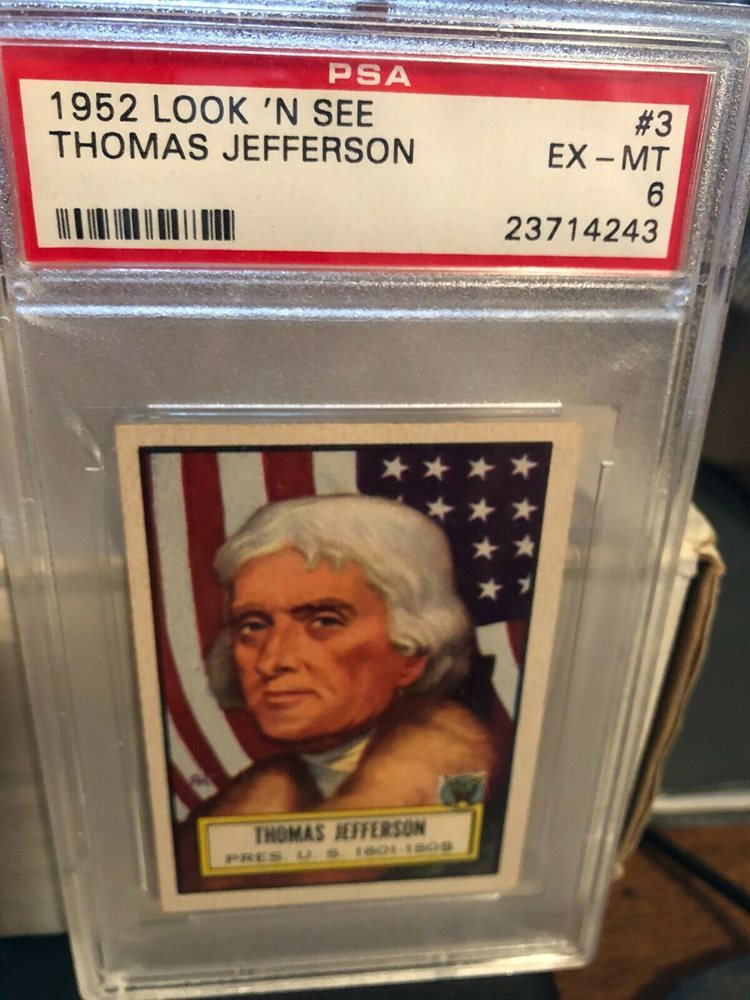 PSA
1952 LOOK 'N SEE #3
THOMAS JEFFERSON EX-MT
6
23714243
THOMAS JEFFERSON
PRES. U. S. 1801-1809